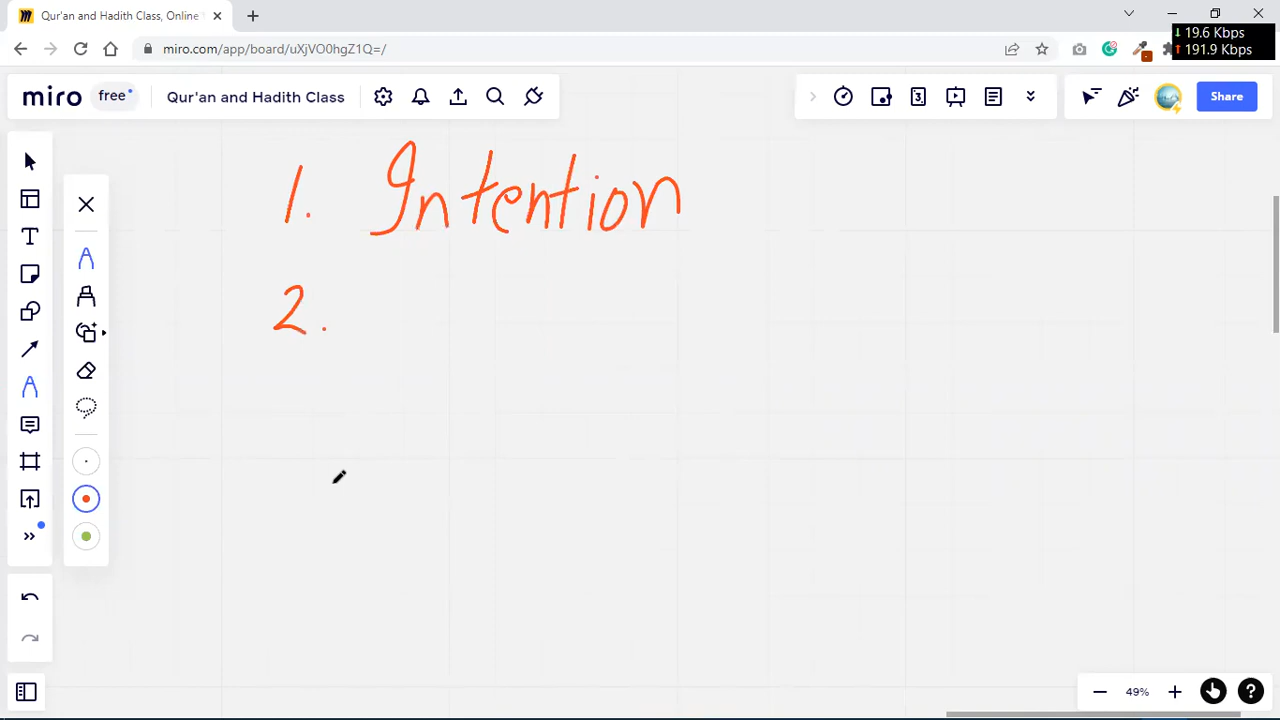 Qur'an and Hadith Class, Online
miro.com/app/board/uXjVO0hgZ1Q=/
19.6 Kbps
191.9 Kbps
miro free Qur'an and Hadith Class
3
Share
1. Intention
2.
49%